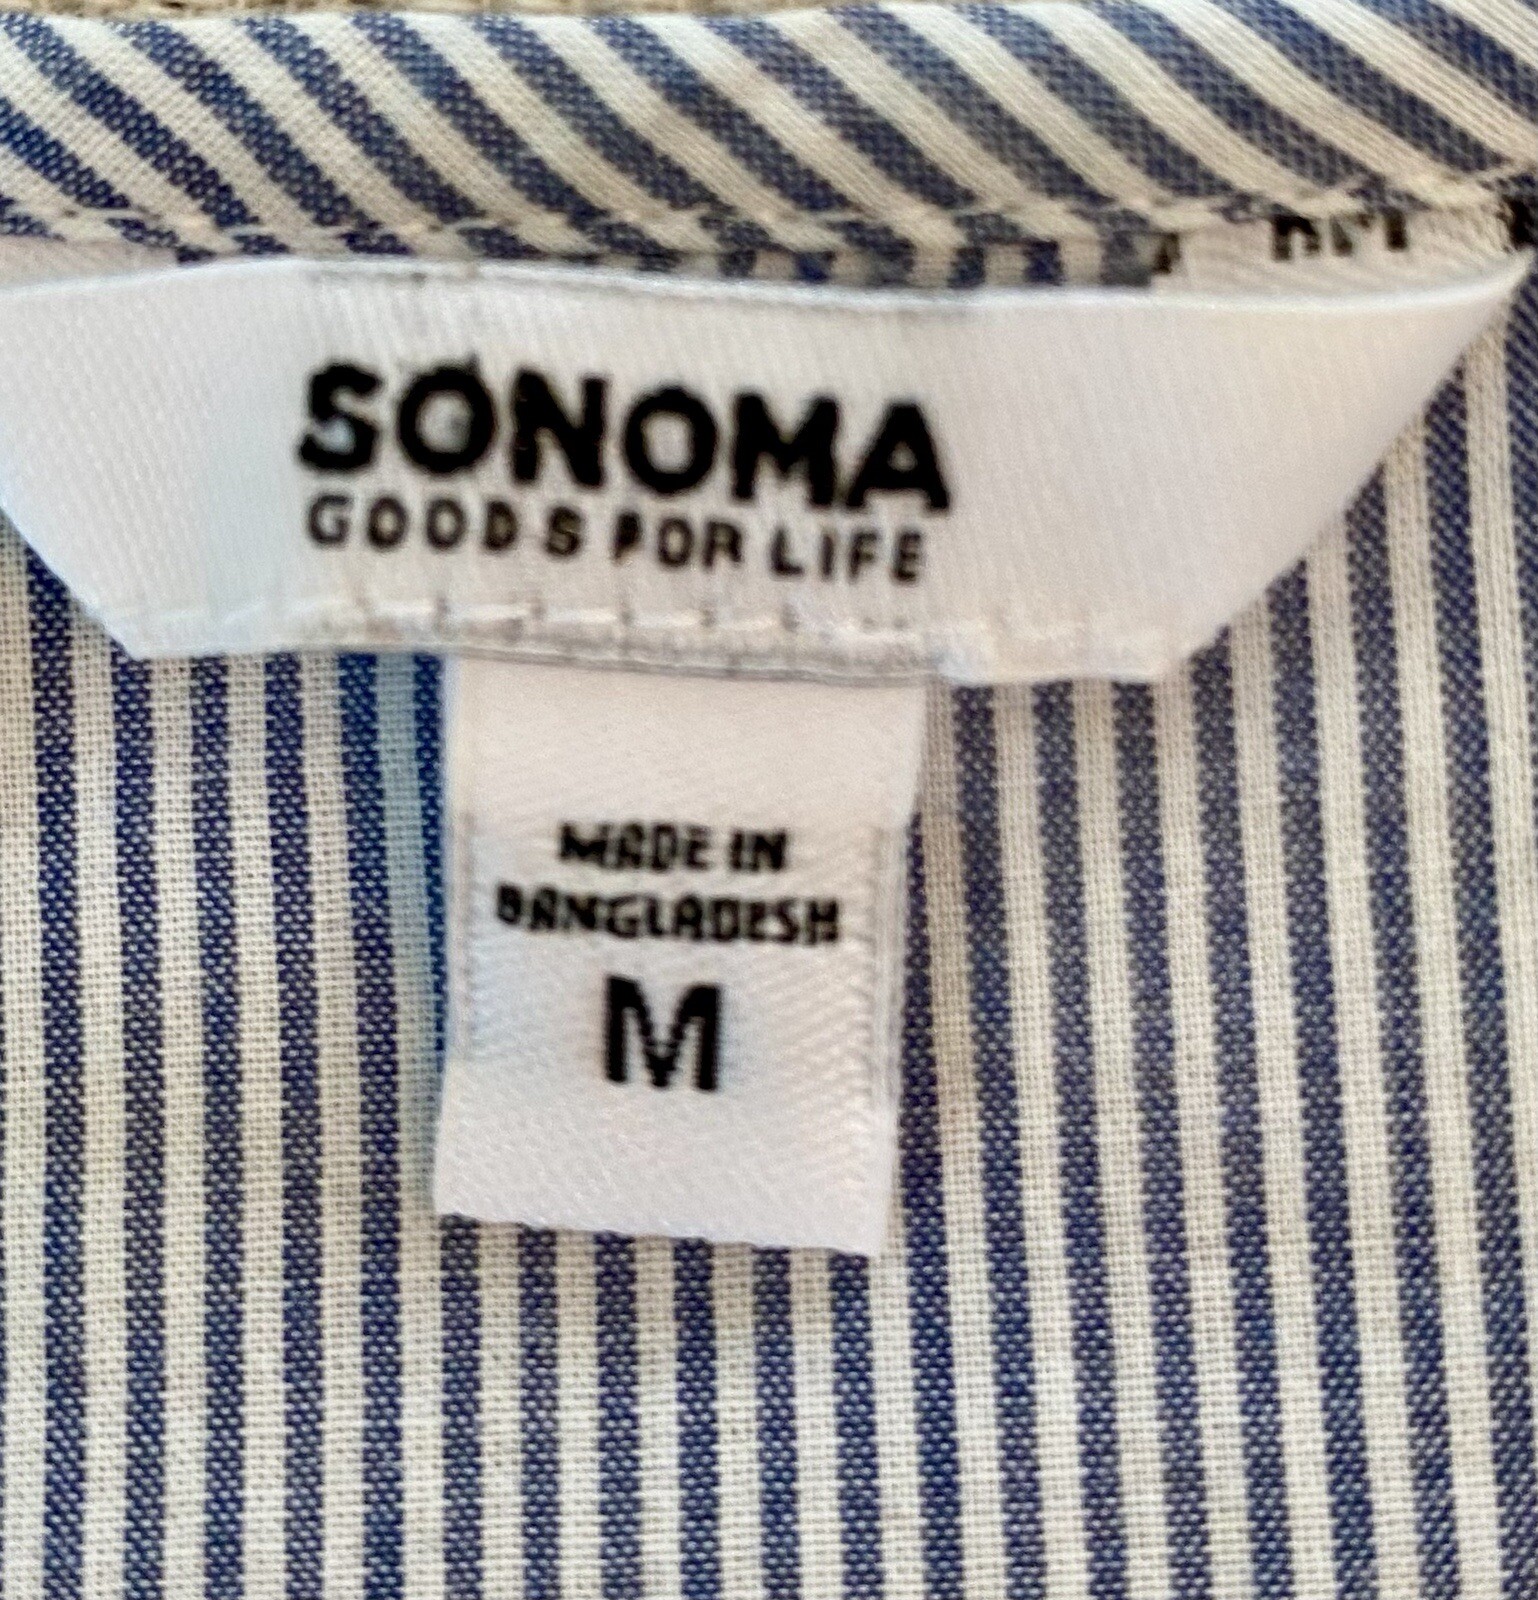 SONOMA
GOODS FOR LIFE
MADE IN
BANGLADESH
M